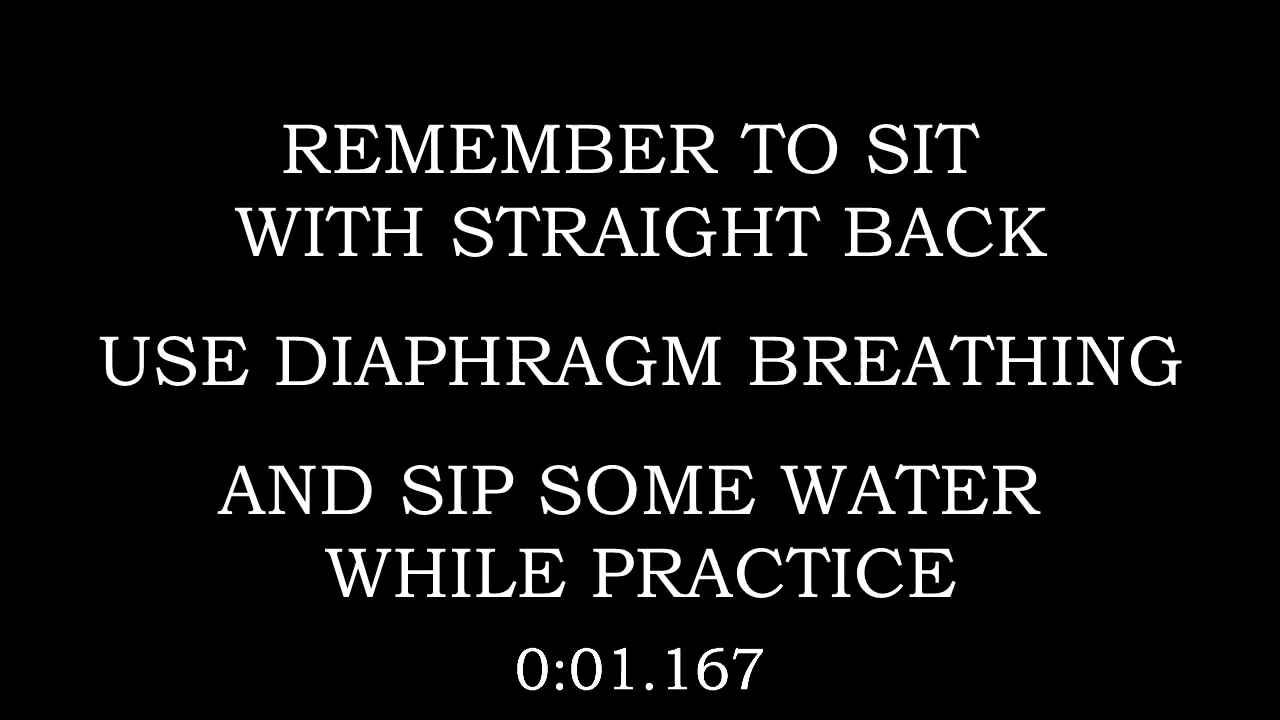 REMEMBER TO SIT
WITH STRAIGHT BACK
USE DIAPHRAGM BREATHING
AND SIP SOME WATER
WHILE PRACTICE
0:01.167